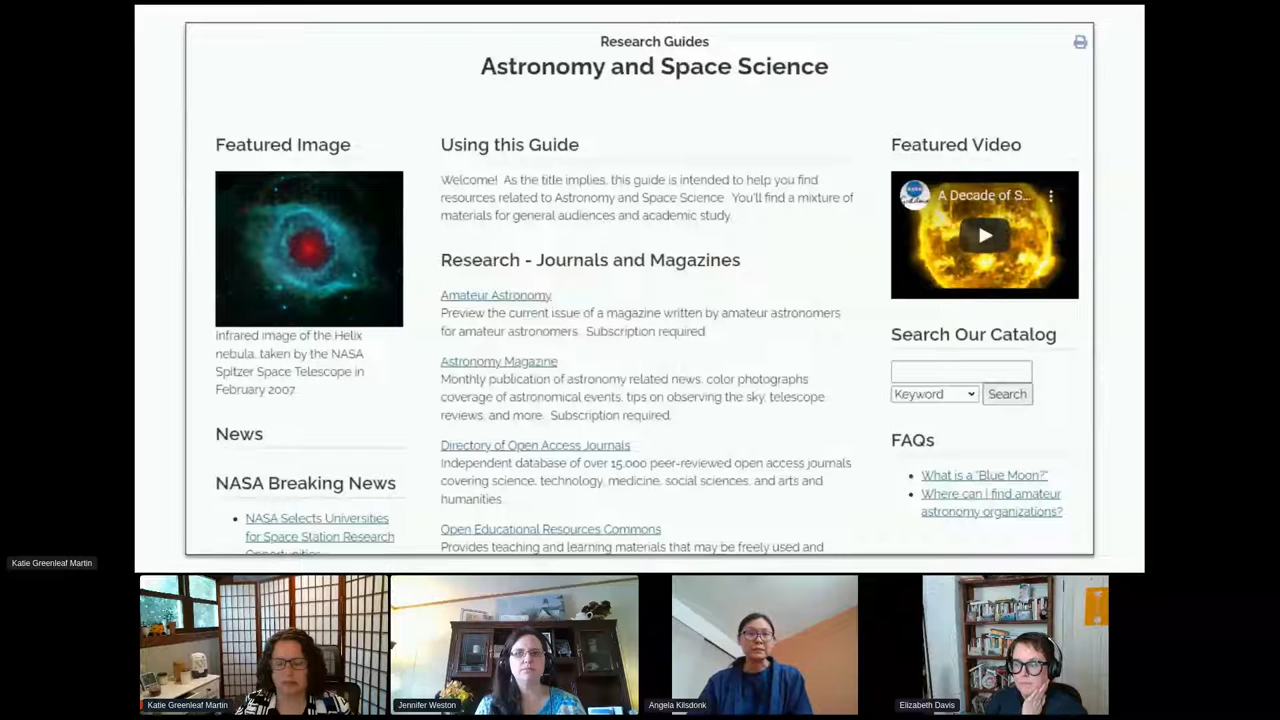 Research Guides
Astronomy and Space Science
Featured Image
Infrared image of the Helix
nebula, taken by the NASA
Spitzer Space Telescope in
February 2007.
News
NASA Breaking News
NASA Selects Universities
for Space Station Research
Opportunities
Using this Guide
Welcome! As the title implies, this guide is intended to help you find
resources related to Astronomy and Space Science. You'll find a mixture of
materials for general audiences and academic study.
Research - Journals and Magazines
Amateur Astronomy
Preview the current issue of a magazine written by amateur astronomers
for amateur astronomers. Subscription required.
Astronomy Magazine
Monthly publication of astronomy related news, color photographs
coverage of astronomical events, tips on observing the sky, telescope
reviews, and more. Subscription required.
Directory of Open Access Journals
Independent database of over 15,000 peer-reviewed open access journals
covering science, technology, medicine, social sciences, and arts and
humanities.
Open Educational Resources Commons
Provides teaching and learning materials that may be freely used and
Featured Video
A Decade of S...
Search Our Catalog
Keyword
Search
FAQs
What is a "Blue Moon?"
Where can I find amateur
astronomy organizations?
Katie Greenleaf Martin
Katie Greenleaf Martin
Jennifer Weston
Angela Kilsdonk
Elizabeth Davis